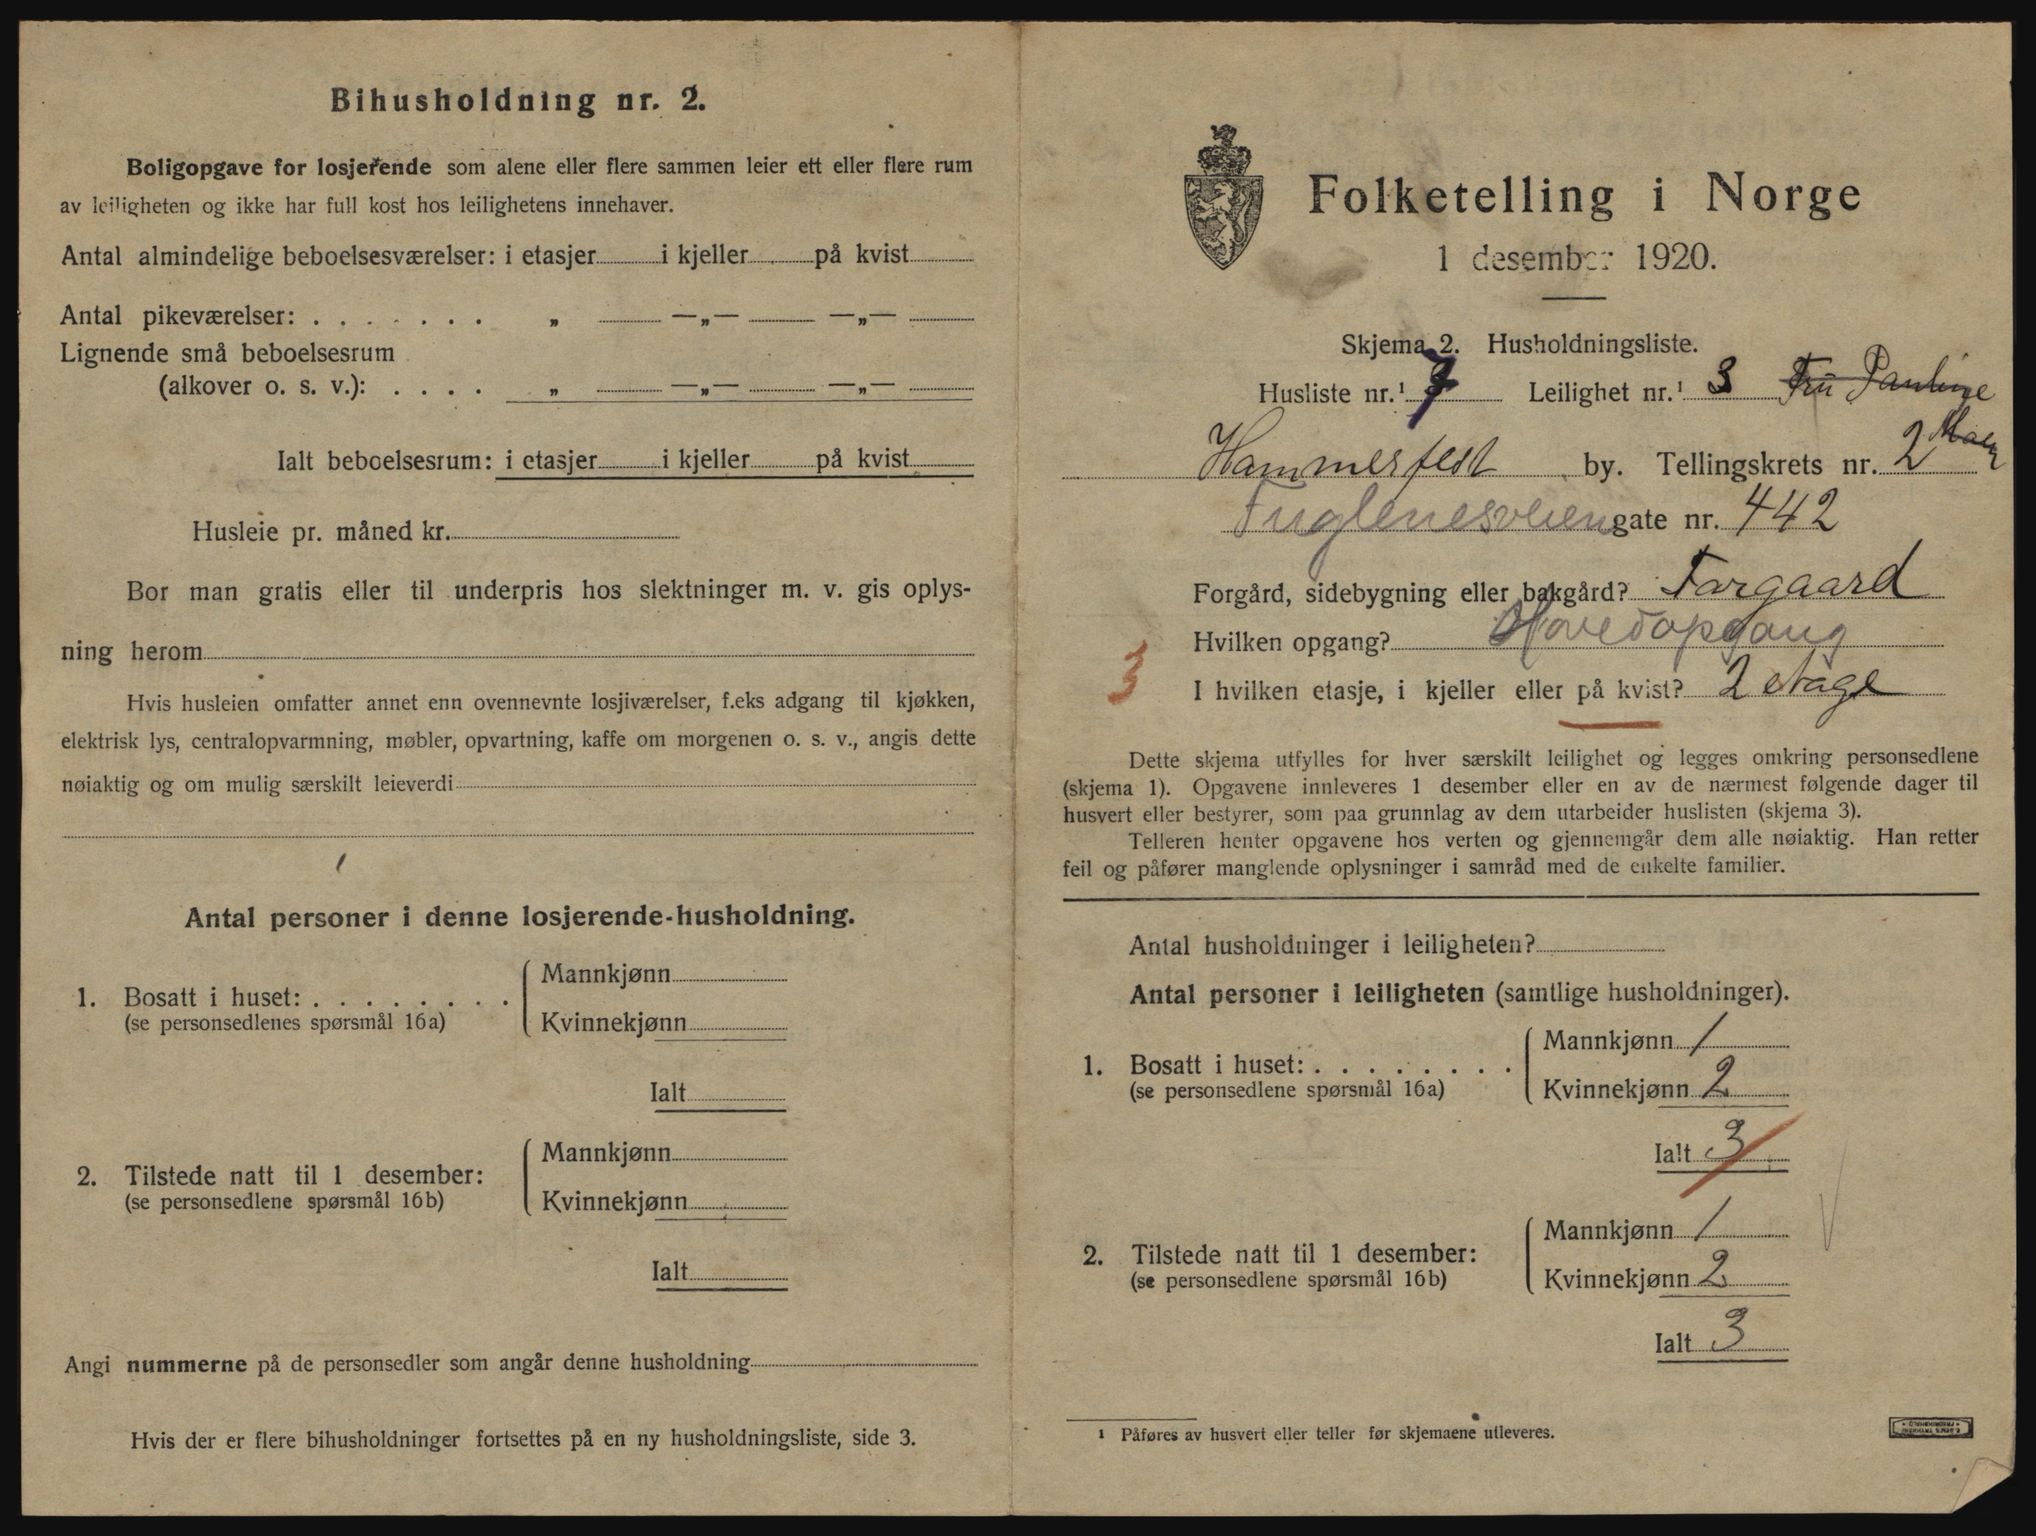 Bihusholdning nr. 2.
Boligopgave for losjerende som alene eller flere sammen leier ett eller flere rum
av leiligheten og ikke har full kost hos leilighetens innehaver.
Antal almindelige beboelsesværelser: i etasjer i kjeller på kvist
Antal pikeværelser: . . . . . . . „ —„— —„—
Lignende små beboelsesrum
(alkover o. s. v.): . . . . „ —„— —„—
Ialt beboelsesrum: i etasjer i kjeller på kvist
Husleie pr. måned kr.
Bor man gratis eller til underpris hos slektninger m. v. gis oplys-
ning herom
Hvis husleien omfatter annet enn ovennevnte losjiværelser, f.eks adgang til kjøkken,
elektrisk lys, centralopvarmning, møbler, opvartning, kaffe om morgenen o. s. v., angis dette
nøiaktig og om mulig særskilt leieverdi
Antal personer i denne losjerende-husholdning.
Mannkjønn
1. Bosatt i huset: . . . . . . . .
(se personsedlenes spørsmål 16a)
Kvinnekjønn
Ialt
Mannkjønn
2. Tilstede natt til 1 desember:
(se personsedlene spørsmål 16b)
Kvinnekjønn
Ialt
Angi nummerne på de personsedler som angår denne husholdning
Hvis der er flere bihusholdninger fortsettes på en ny husholdningsliste, side 3.
Folketelling i Norge
1 desember 1920.
Skjema 2. Husholdningsliste.
Husliste nr.¹ 7 Leilighet nr.¹ 3 Fru Pauline
Hammerfest by. Tellingskrets nr. 2
Fuglenesveien gate nr. 442
Forgård, sidebygning eller bakgård? Forgaard
Hvilken opgang? Hovedopgang
3 I hvilken etasje, i kjeller eller på kvist? 2 etage
Dette skjema utfylles for hver særskilt leilighet og legges omkring personsedlene
(skjema 1). Opgavene innleveres 1 desember eller en av de nærmest følgende dager til
husvert eller bestyrer, som paa grunnlag av dem utarbeider huslisten (skjema 3).
Telleren henter opgavene hos verten og gjennemgår dem alle nøiaktig. Han retter
feil og påfører manglende oplysninger i samråd med de enkelte familier.
Antal husholdninger i leiligheten?
Antal personer i leiligheten (samtlige husholdninger).
Mannkjønn 1
1. Bosatt i huset: . . . . . . . .
(se personsedlene spørsmål 16a)
Kvinnekjønn 2
Ialt 3
Mannkjønn 1
2. Tilstede natt til 1 desember:
(se personsedlene spørsmål 16b)
Kvinnekjønn 2
Ialt 3
¹ Påføres av husvert eller teller før skjemaene utleveres.